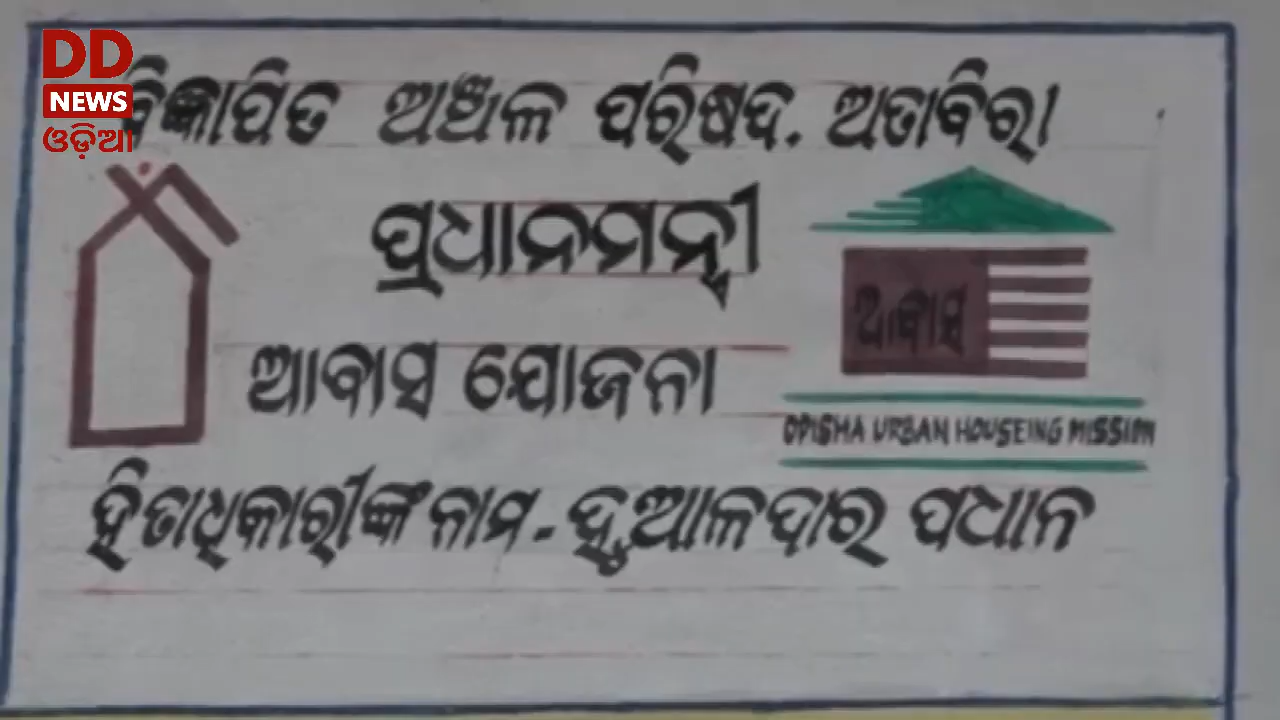 DD
NEWS
ଓଡ଼ିଆ
ବିଜ୍ଞାପିତ ଅଞ୍ଚଳ ପରିଷଦ. ଅତାବିରା
ପ୍ରଧାନମନ୍ତ୍ରୀ
ଆବାସ ଯୋଜନା
ଆବାସ
ODISHA URBAN HOUSEING MISSION
ହିତାଧିକାରୀଙ୍କ ନାମ - ହୁଆଳଦାର ପଧାନ